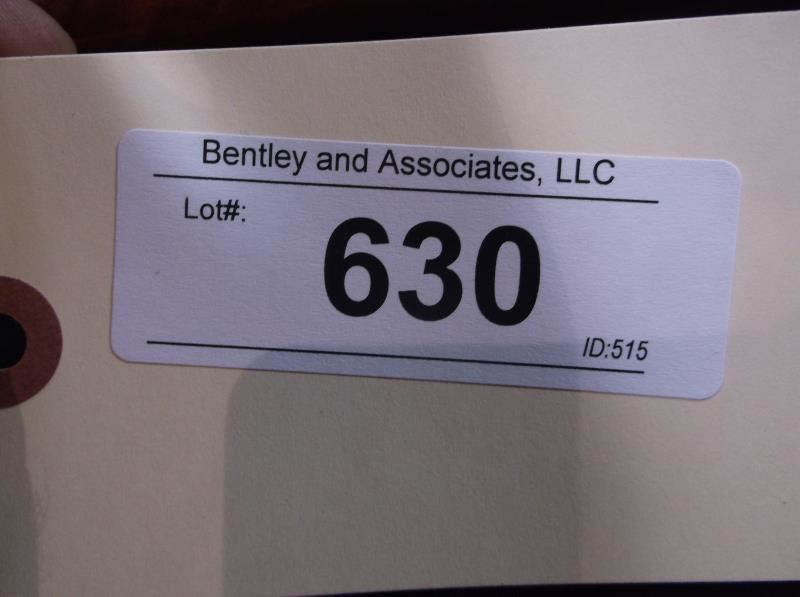 Bentley and Associates, LLC
Lot#:
630
ID:515